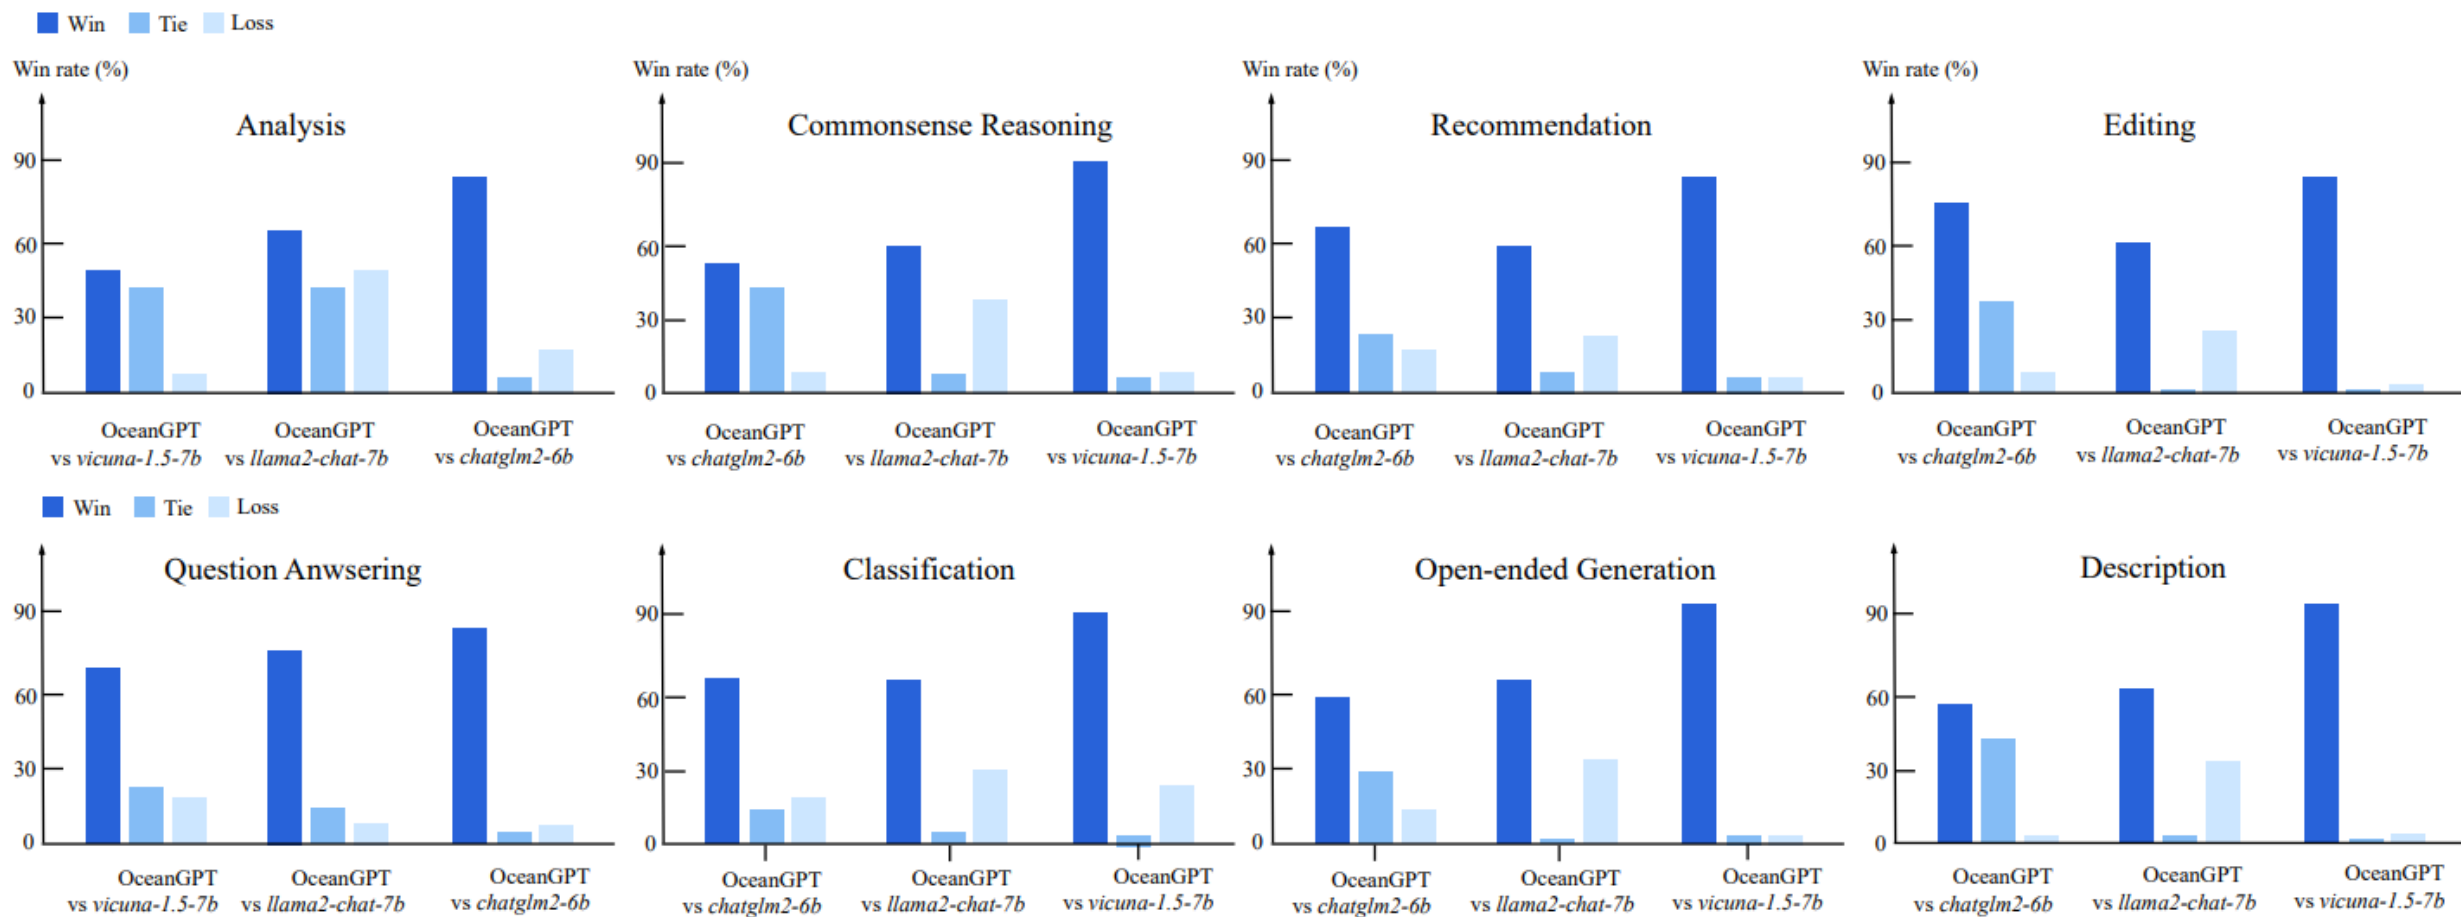 Win Tie Loss
Win rate (%)
Analysis
90
60
30
0
OceanGPT
vs vicuna-1.5-7b
OceanGPT
vs llama2-chat-7b
OceanGPT
vs chatglm2-6b
Win rate (%)
Commonsense Reasoning
90
60
30
0
OceanGPT
vs chatglm2-6b
OceanGPT
vs llama2-chat-7b
OceanGPT
vs vicuna-1.5-7b
Win rate (%)
Recommendation
90
60
30
0
OceanGPT
vs chatglm2-6b
OceanGPT
vs llama2-chat-7b
OceanGPT
vs vicuna-1.5-7b
Win rate (%)
Editing
90
60
30
0
OceanGPT
vs chatglm2-6b
OceanGPT
vs llama2-chat-7b
OceanGPT
vs vicuna-1.5-7b
Win Tie Loss
Question Anwsering
90
60
30
0
OceanGPT
vs vicuna-1.5-7b
OceanGPT
vs llama2-chat-7b
OceanGPT
vs chatglm2-6b
Classification
90
60
30
0
OceanGPT
vs chatglm2-6b
OceanGPT
vs llama2-chat-7b
OceanGPT
vs vicuna-1.5-7b
Open-ended Generation
90
60
30
0
OceanGPT
vs chatglm2-6b
OceanGPT
vs llama2-chat-7b
OceanGPT
vs vicuna-1.5-7b
Description
90
60
30
0
OceanGPT
vs chatglm2-6b
OceanGPT
vs llama2-chat-7b
OceanGPT
vs vicuna-1.5-7b